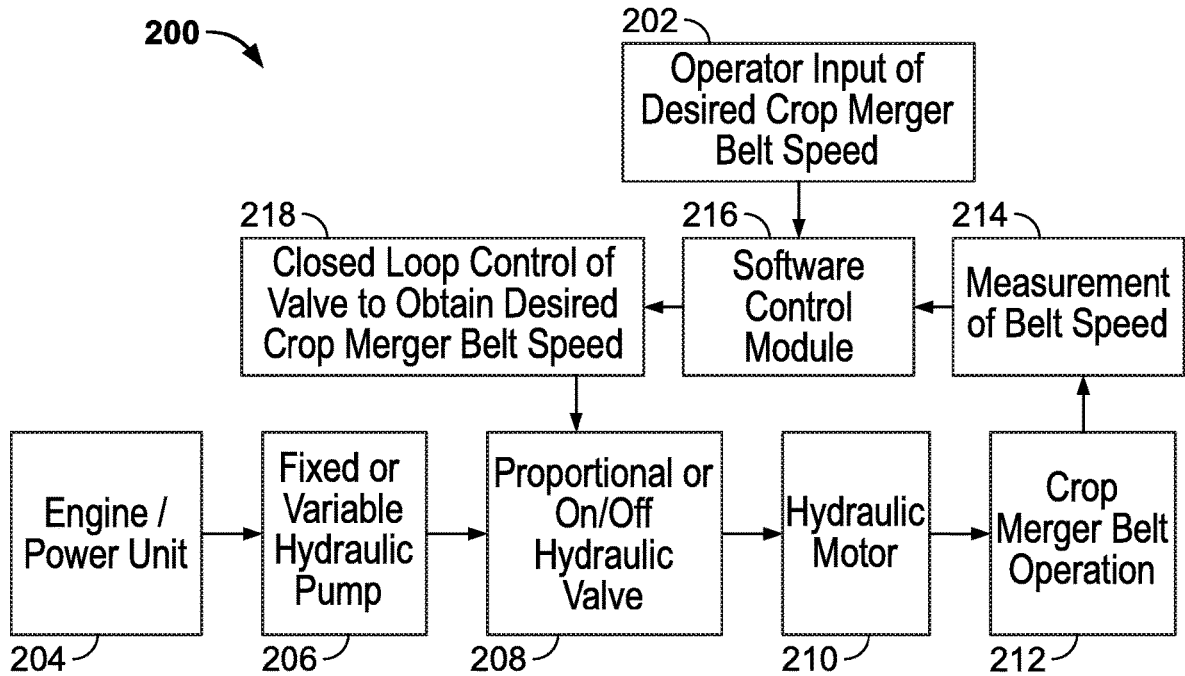 200
202
Operator Input of
Desired Crop Merger
Belt Speed
218
Closed Loop Control of
Valve to Obtain Desired
Crop Merger Belt Speed
216
Software
Control
Module
214
Measurement
of Belt Speed
Engine /
Power Unit
204
Fixed or
Variable
Hydraulic
Pump
206
Proportional or
On/Off
Hydraulic
Valve
208
Hydraulic
Motor
210
Crop
Merger Belt
Operation
212